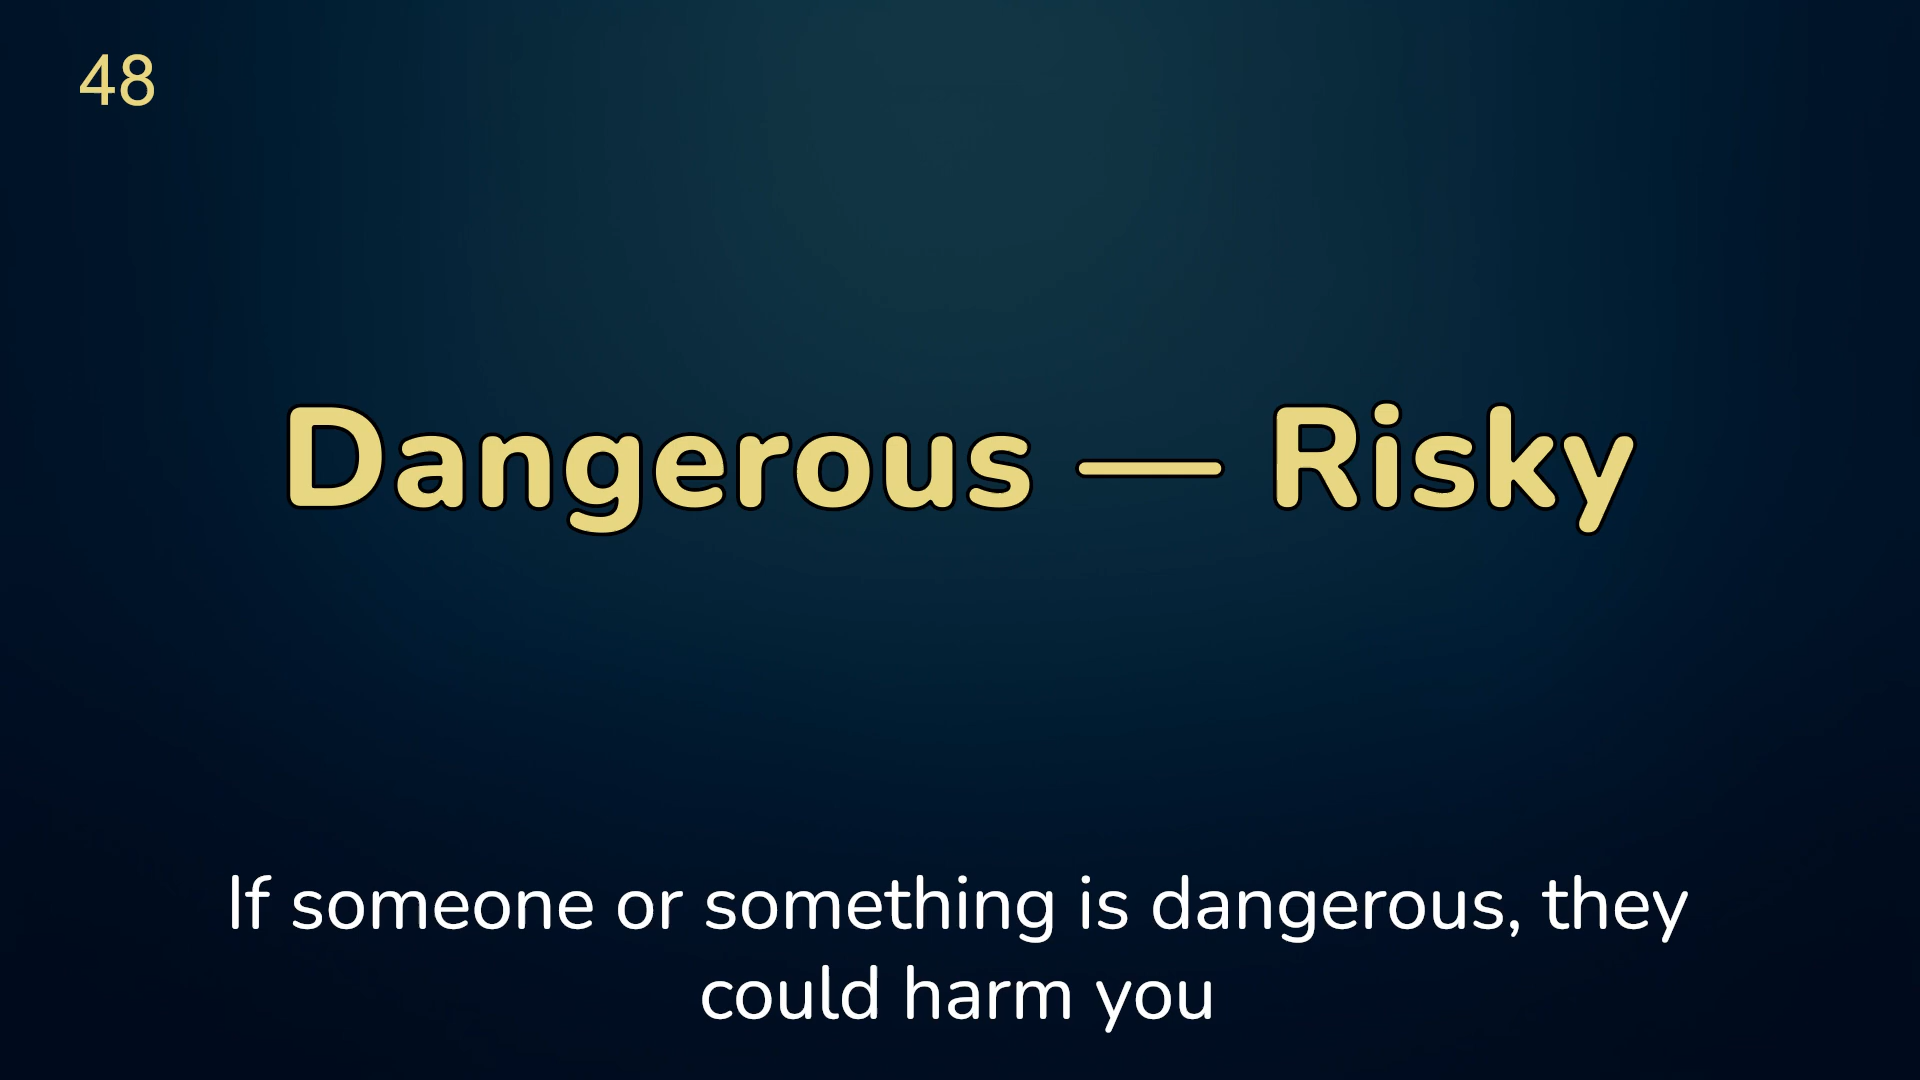 48
Dangerous — Risky
If someone or something is dangerous, they
could harm you